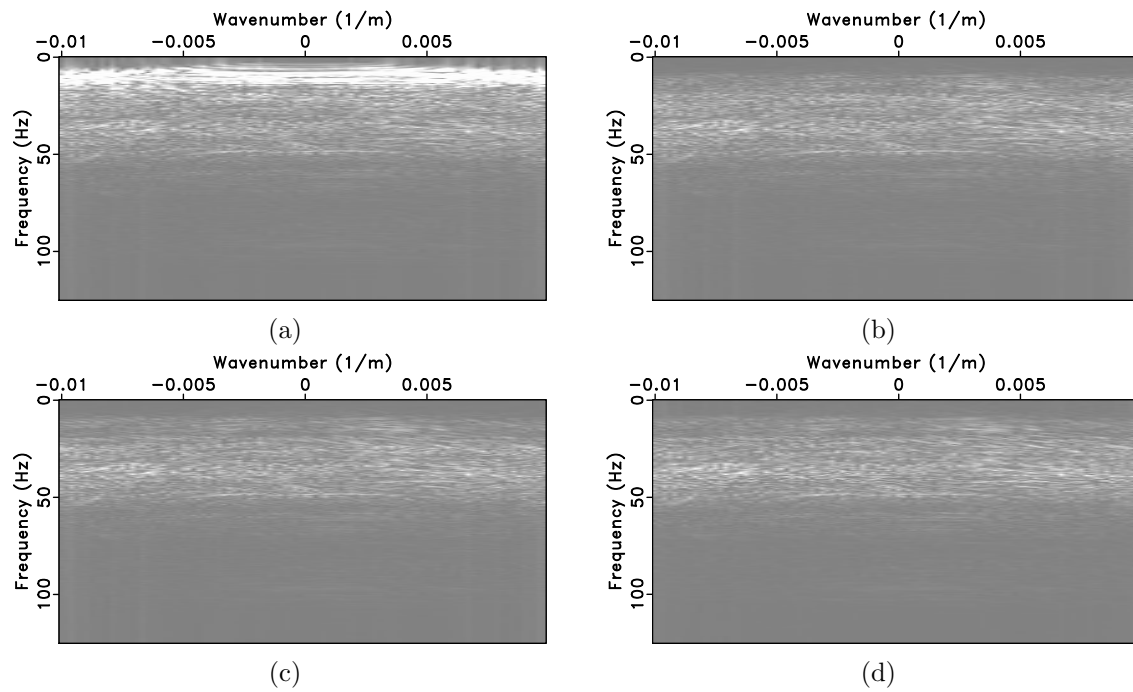 Wavenumber (1/m)
-0.01 -0.005 0 0.005
0
50
100
Frequency (Hz)
(a)
Wavenumber (1/m)
-0.01 -0.005 0 0.005
0
50
100
Frequency (Hz)
(b)
Wavenumber (1/m)
-0.01 -0.005 0 0.005
0
50
100
Frequency (Hz)
(c)
Wavenumber (1/m)
-0.01 -0.005 0 0.005
0
50
100
Frequency (Hz)
(d)